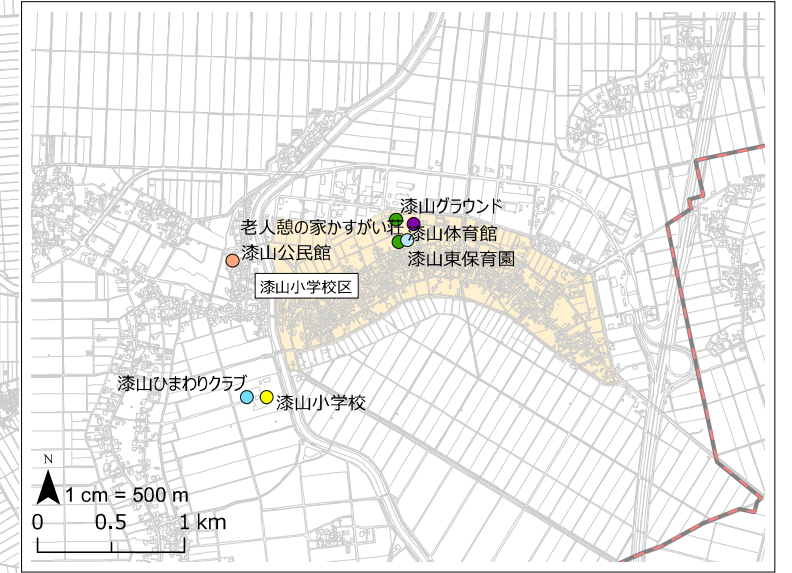 漆山グラウンド
老人憩の家かすがい荘
漆山体育館
漆山公民館
漆山東保育園
漆山小学校区
漆山ひまわりクラブ
漆山小学校
N
1 cm = 500 m
0 0.5 1 km